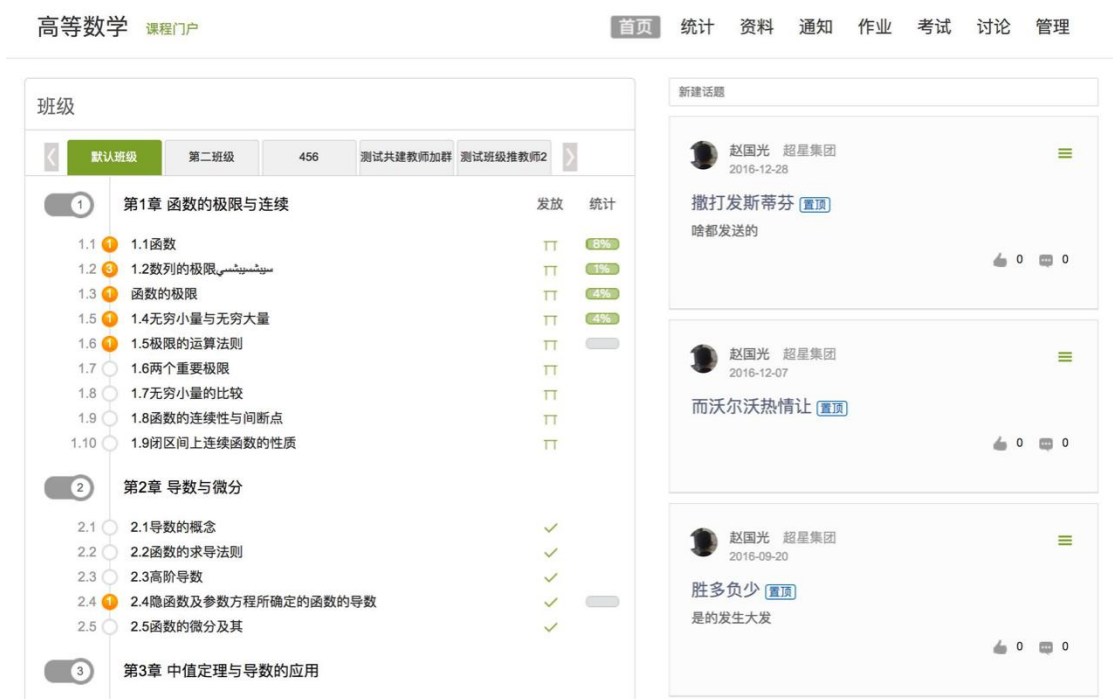 高等数学 课程门户
首页 统计 资料 通知 作业 考试 讨论 管理
班级
默认班级 第二班级 456 测试共建教师加群 测试班级推教师2
1 第1章 函数的极限与连续 发放 统计
1.1 1 1.1函数 8%
1.2 3 1.2数列的极限سيبشسيبشسي 1%
1.3 1 函数的极限 4%
1.5 1 1.4无穷小量与无穷大量 4%
1.6 1 1.5极限的运算法则
1.7 1.6两个重要极限
1.8 1.7无穷小量的比较
1.9 1.8函数的连续性与间断点
1.10 1.9闭区间上连续函数的性质
2 第2章 导数与微分
2.1 2.1导数的概念
2.2 2.2函数的求导法则
2.3 2.3高阶导数
2.4 1 2.4隐函数及参数方程所确定的函数的导数
2.5 2.5函数的微分及其
3 第3章 中值定理与导数的应用
新建话题
赵国光 超星集团
2016-12-28
撒打发斯蒂芬 置顶
啥都发送的
0 0
赵国光 超星集团
2016-12-07
而沃尔沃热情让 置顶
0 0
赵国光 超星集团
2016-09-20
胜多负少 置顶
是的发生大发
0 0